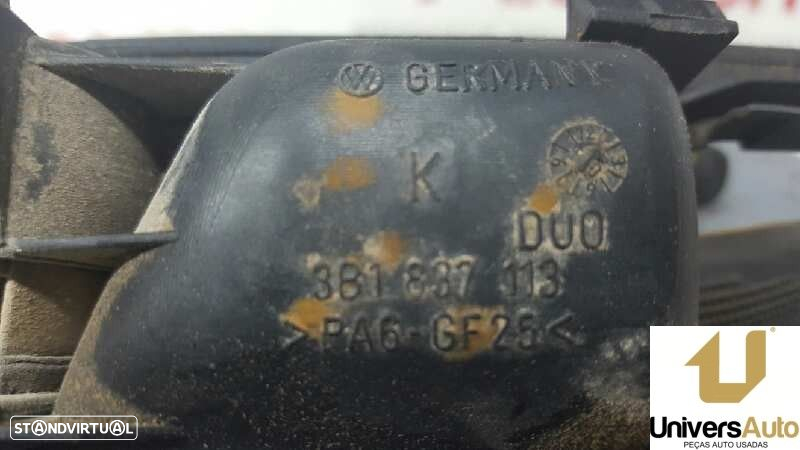 GERMANY
K
DUO
3B1 837 113
>PA6-GF25<
STANDVIRTUAL
UniversAuto
PEÇAS AUTO USADAS